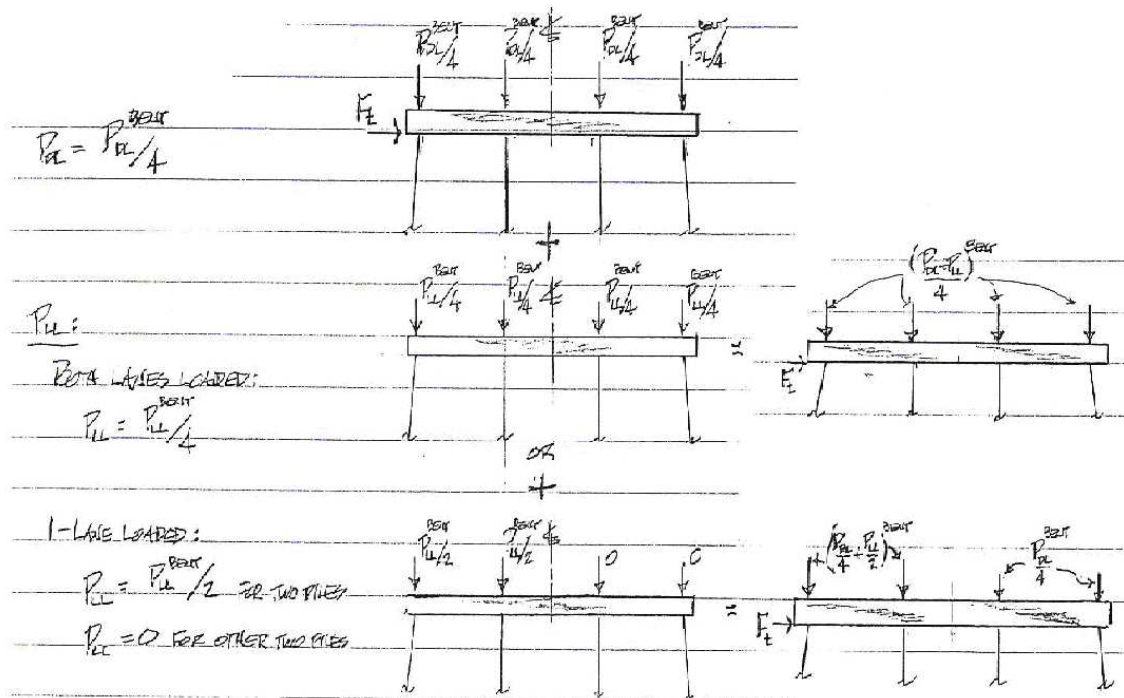 P_DL^BENT/4 P_DL^BENT/4 ℄ P_DL^BENT/4 P_DL^BENT/4
F_t
P_DL = P_DL^BENT/4
+
P_LL^BENT/4 P_LL^BENT/4 ℄ P_LL^BENT/4 P_LL^BENT/4
P_LL:
BOTH LANES LOADED:
P_LL = P_LL^BENT/4
=
(P_DL+P_LL/4)^BENT
F_t
OR
+
1-LANE LOADED:
P_LL^BENT/2 P_LL^BENT/2 ℄ 0 0
P_LL = P_LL^BENT/2 FOR TWO PILES
P_LL = 0 FOR OTHER TWO PILES
=
(P_DL/4 + P_LL/2)^BENT
P_DL^BENT/4
F_t